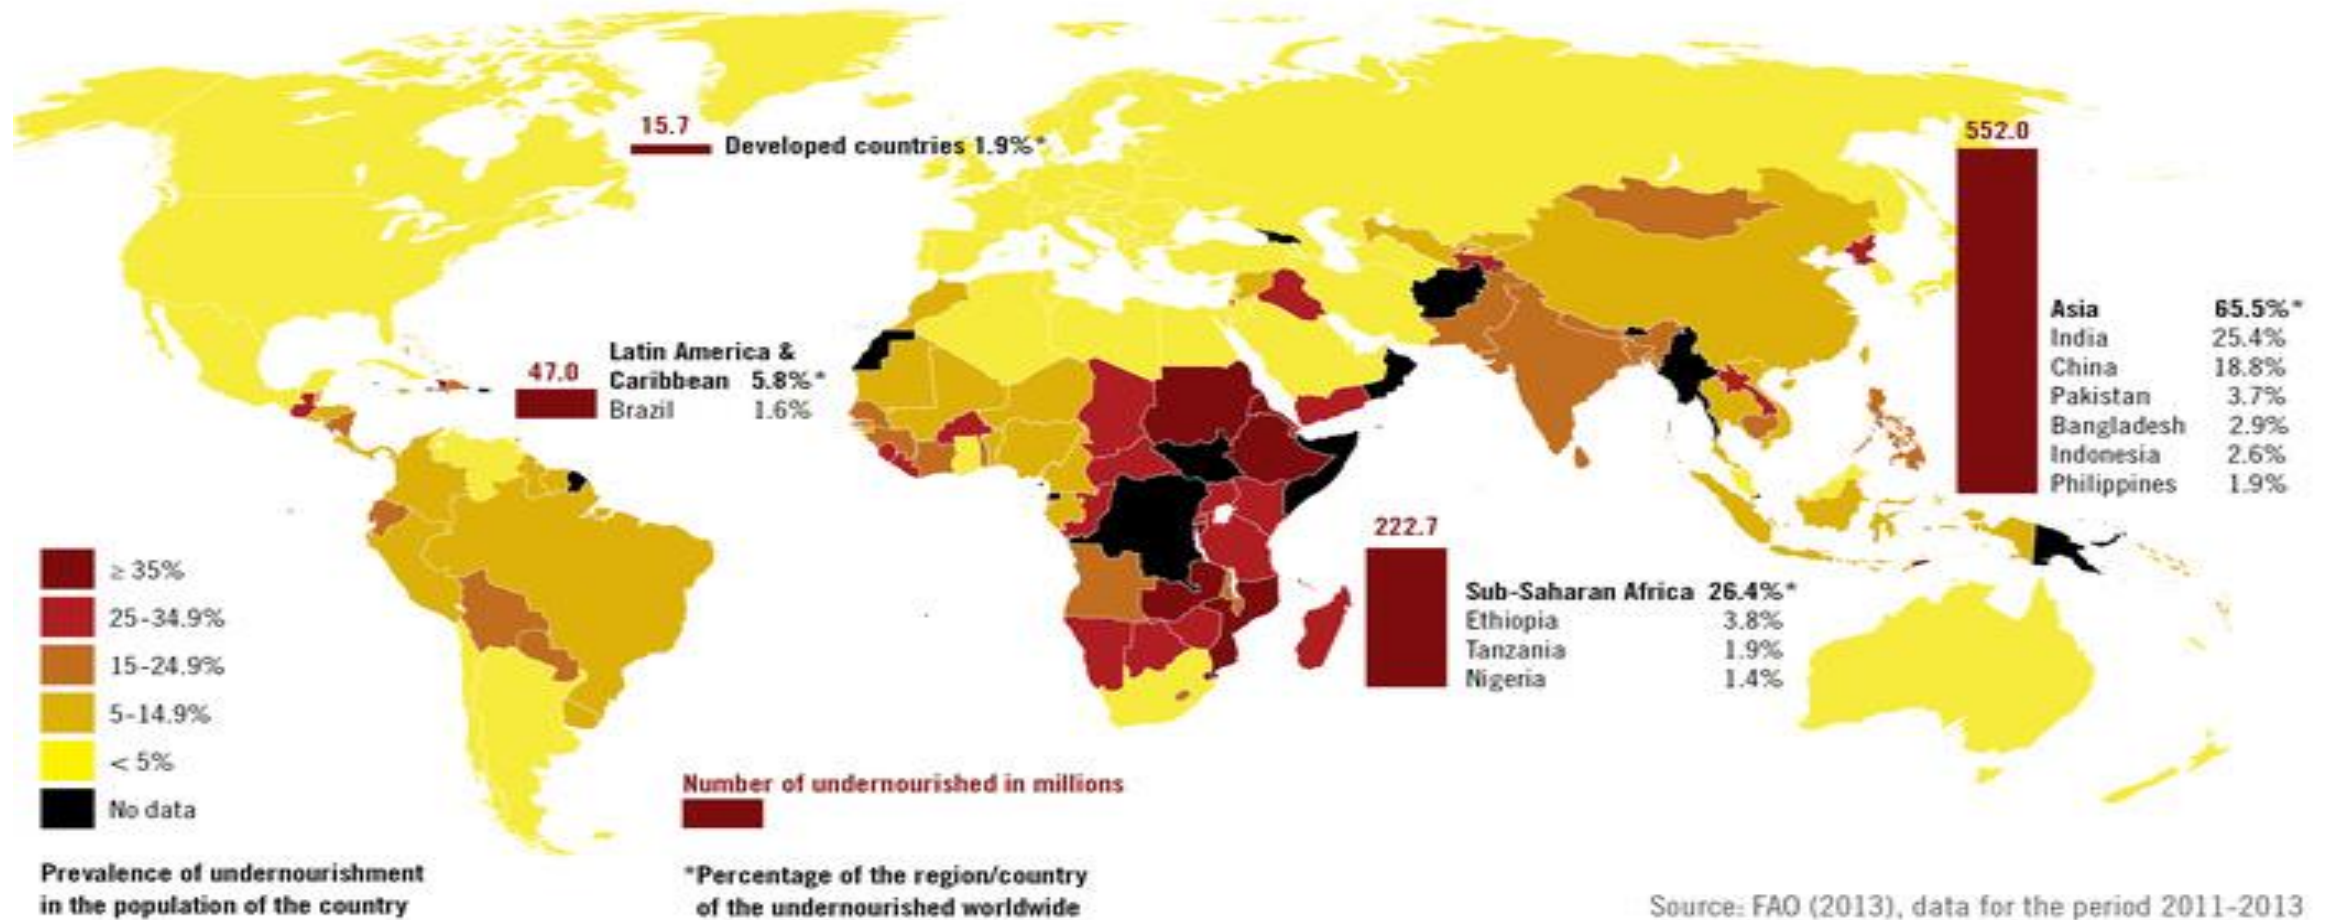 15.7
Developed countries 1.9%*
552.0
Asia 65.5%*
India 25.4%
China 18.8%
Pakistan 3.7%
Bangladesh 2.9%
Indonesia 2.6%
Philippines 1.9%
47.0
Latin America &
Caribbean 5.8%*
Brazil 1.6%
222.7
Sub-Saharan Africa 26.4%*
Ethiopia 3.8%
Tanzania 1.9%
Nigeria 1.4%
≥ 35%
25-34.9%
15-24.9%
5-14.9%
< 5%
No data
Prevalence of undernourishment
in the population of the country
Number of undernourished in millions
*Percentage of the region/country
of the undernourished worldwide
Source: FAO (2013), data for the period 2011-2013